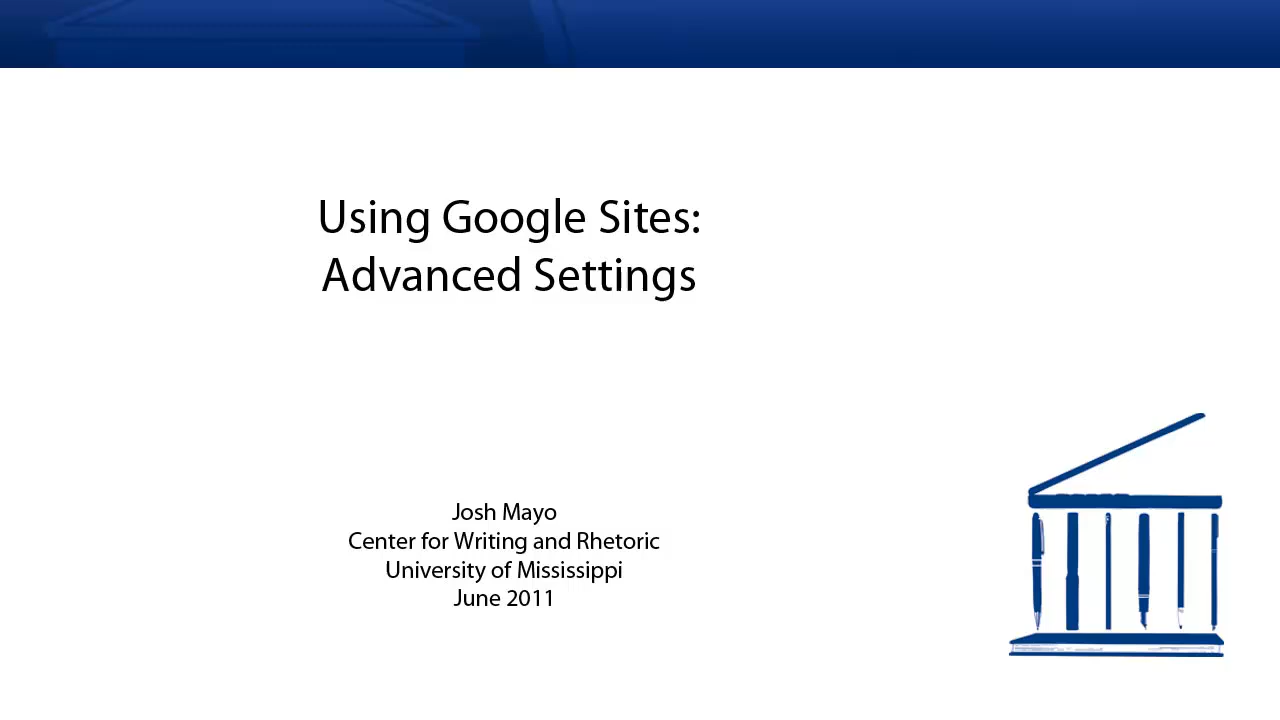 Using Google Sites:
Advanced Settings
Josh Mayo
Center for Writing and Rhetoric
University of Mississippi
June 2011